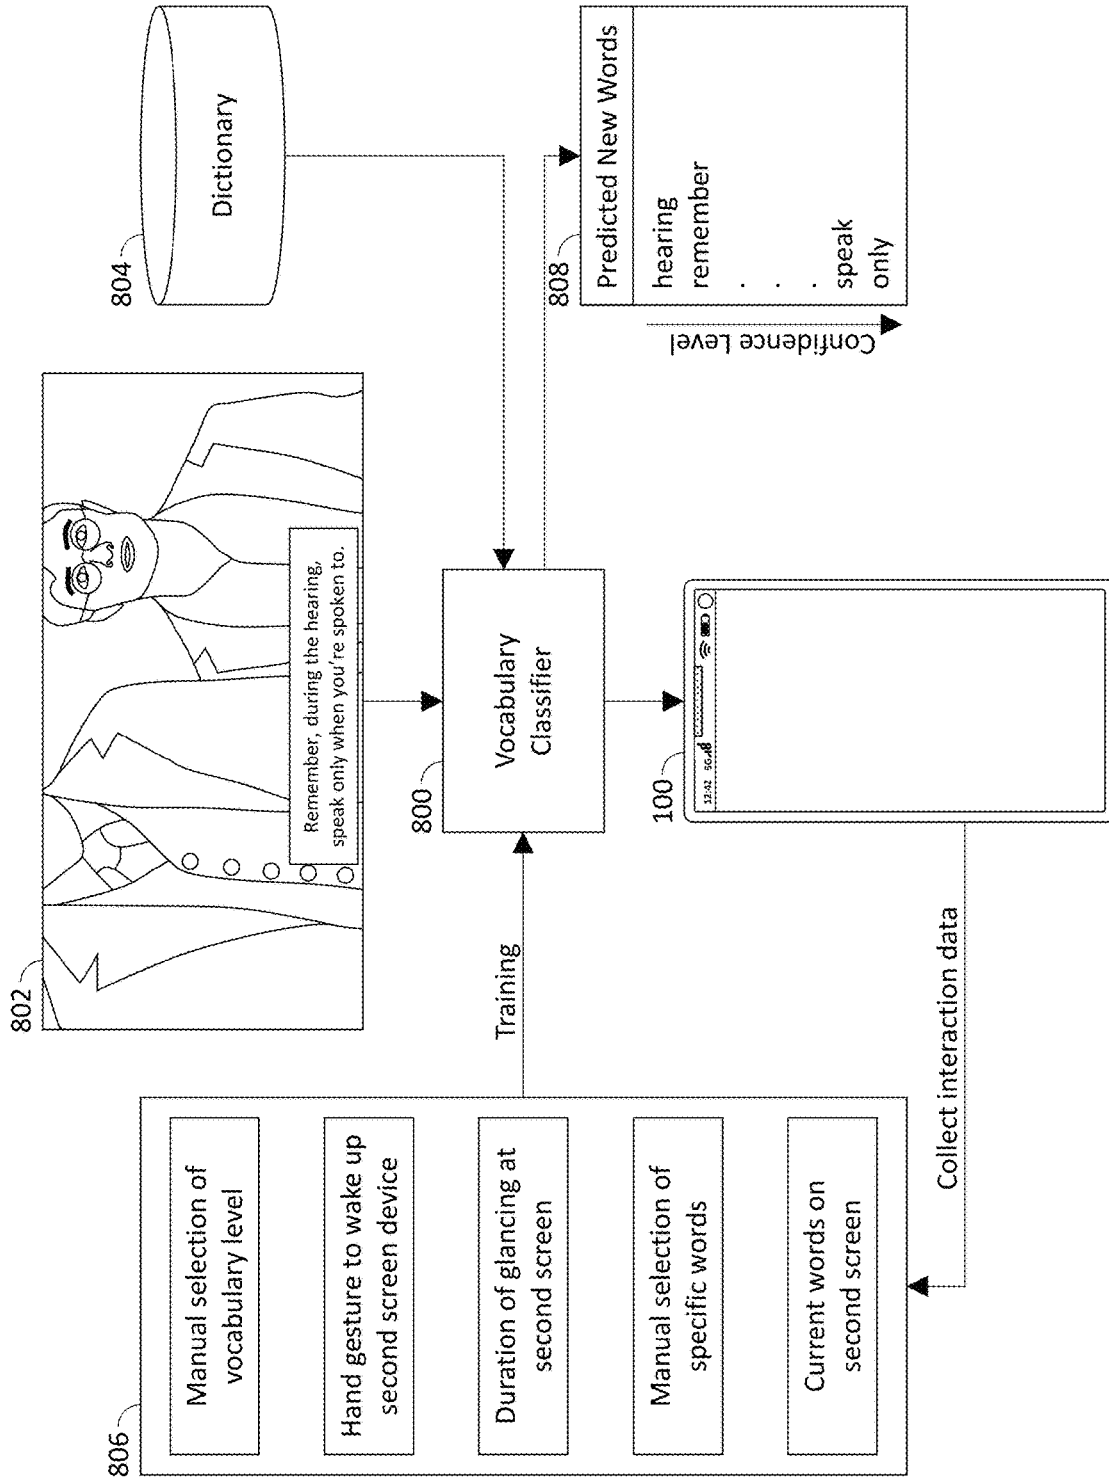 806
Manual selection of
vocabulary level
Hand gesture to wake up
second screen device
Duration of glancing at
second screen
Manual selection of
specific words
Current words on
second screen
802
Remember, during the hearing,
speak only when you're spoken to.
804
Dictionary
Training
800
Vocabulary
Classifier
808
Predicted New Words
hearing
remember
.
.
.
speak
only
Confidence Level
100
12:42 5G
Collect interaction data